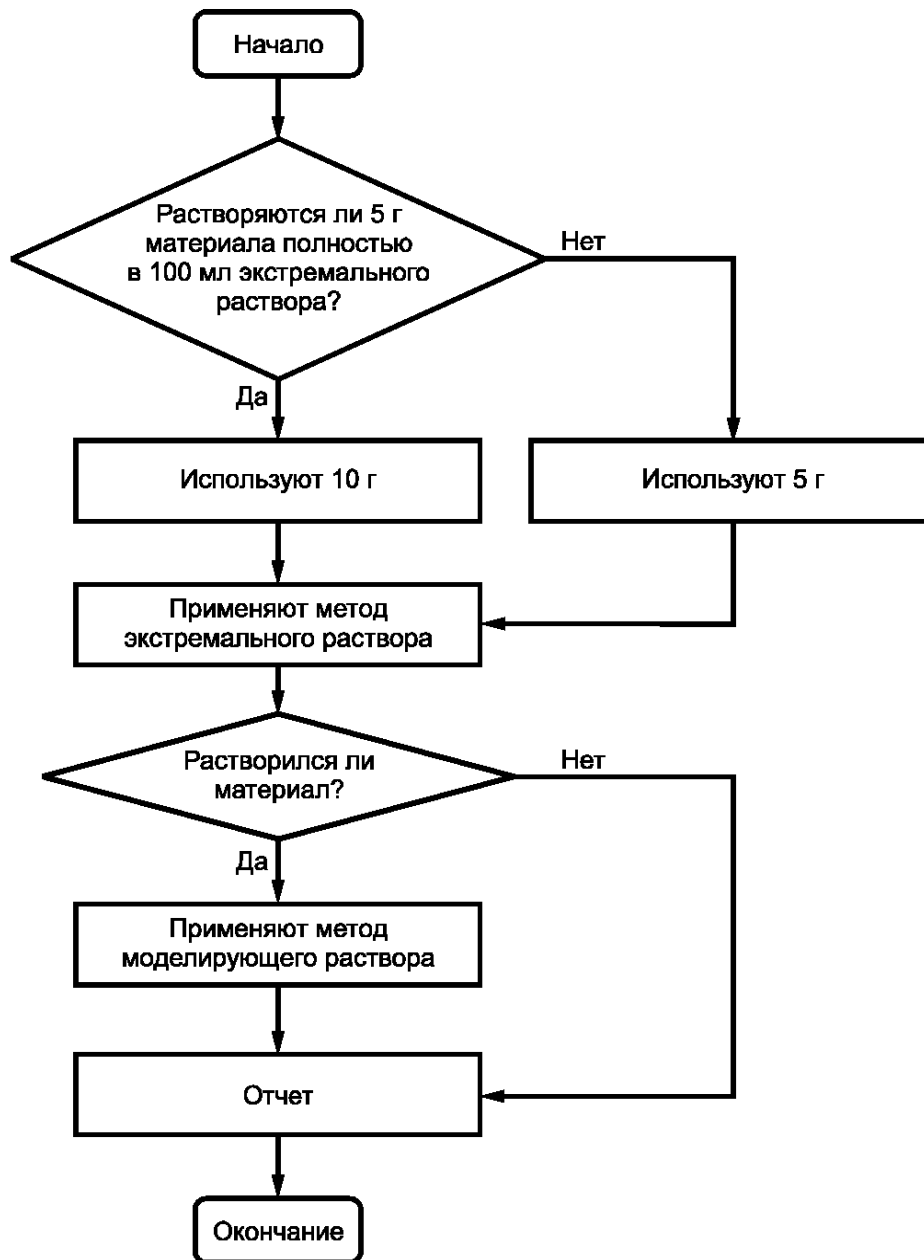 Начало
Растворяются ли 5 г
материала полностью
в 100 мл экстремального
раствора?
Нет
Да
Используют 10 г
Используют 5 г
Применяют метод
экстремального раствора
Растворился ли
материал?
Нет
Да
Применяют метод
моделирующего раствора
Отчет
Окончание